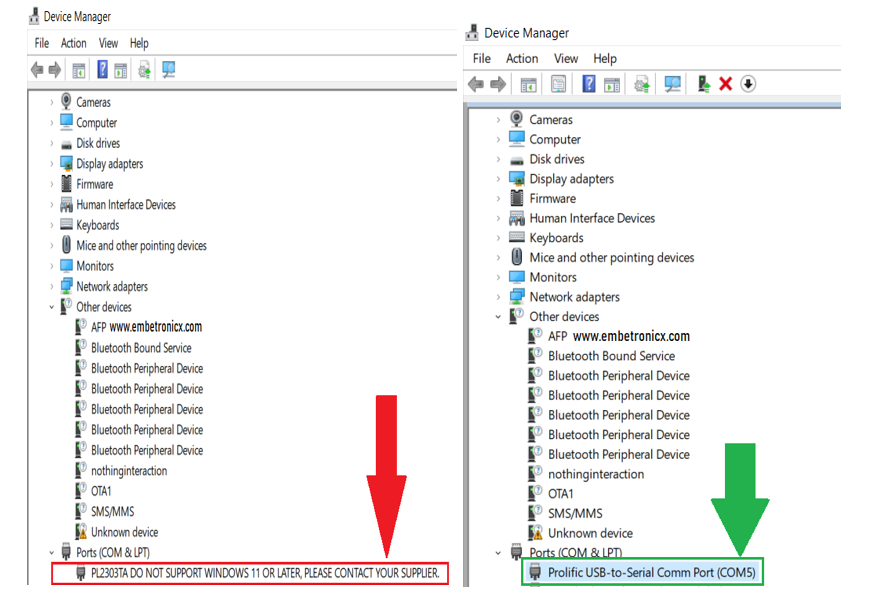 Device Manager
File Action View Help
Cameras
Computer
Disk drives
Display adapters
Firmware
Human Interface Devices
Keyboards
Mice and other pointing devices
Monitors
Network adapters
Other devices
AFP www.embetronicx.com
Bluetooth Bound Service
Bluetooth Peripheral Device
Bluetooth Peripheral Device
Bluetooth Peripheral Device
Bluetooth Peripheral Device
Bluetooth Peripheral Device
nothinginteraction
OTA1
SMS/MMS
Unknown device
Ports (COM & LPT)
PL2303TA DO NOT SUPPORT WINDOWS 11 OR LATER, PLEASE CONTACT YOUR SUPPLIER.
Device Manager
File Action View Help
Cameras
Computer
Disk drives
Display adapters
Firmware
Human Interface Devices
Keyboards
Mice and other pointing devices
Monitors
Network adapters
Other devices
AFP www.embetronicx.com
Bluetooth Bound Service
Bluetooth Peripheral Device
Bluetooth Peripheral Device
Bluetooth Peripheral Device
Bluetooth Peripheral Device
Bluetooth Peripheral Device
nothinginteraction
OTA1
SMS/MMS
Unknown device
Ports (COM & LPT)
Prolific USB-to-Serial Comm Port (COM5)